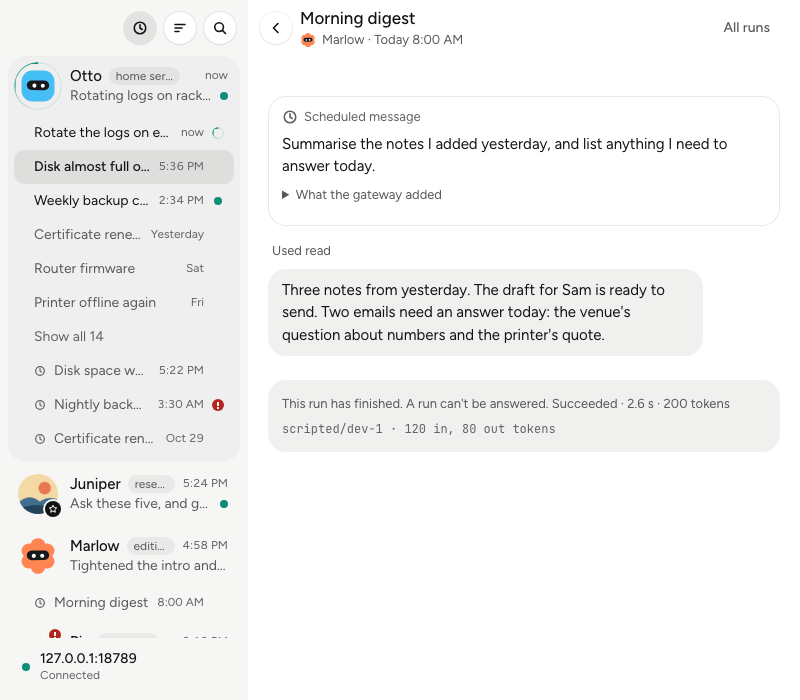 Otto home ser... now
Rotating logs on rack...
Rotate the logs on e... now
Disk almost full o... 5:36 PM
Weekly backup c... 2:34 PM
Certificate rene... Yesterday
Router firmware Sat
Printer offline again Fri
Show all 14
Disk space w... 5:22 PM
Nightly back... 3:30 AM
Certificate ren... Oct 29
Juniper rese... 5:24 PM
Ask these five, and g...
Marlow editi... 4:58 PM
Tightened the intro and...
Morning digest 8:00 AM
127.0.0.1:18789
Connected
Morning digest
Marlow · Today 8:00 AM
All runs
Scheduled message
Summarise the notes I added yesterday, and list anything I need to
answer today.
What the gateway added
Used read
Three notes from yesterday. The draft for Sam is ready to
send. Two emails need an answer today: the venue's
question about numbers and the printer's quote.
This run has finished. A run can't be answered. Succeeded · 2.6 s · 200 tokens
scripted/dev-1 · 120 in, 80 out tokens